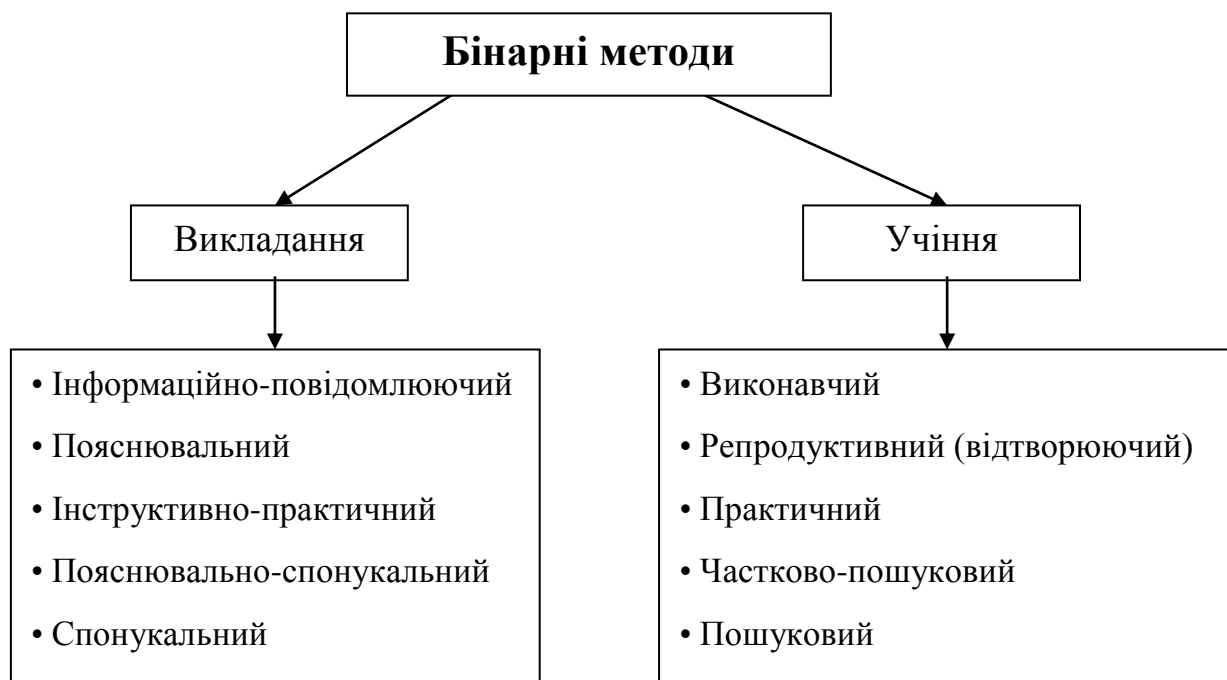 Бінарні методи
Викладання
Учіння
• Інформаційно-повідомлюючий
• Пояснювальний
• Інструктивно-практичний
• Пояснювально-спонукальний
• Спонукальний
• Виконавчий
• Репродуктивний (відтворюючий)
• Практичний
• Частково-пошуковий
• Пошуковий